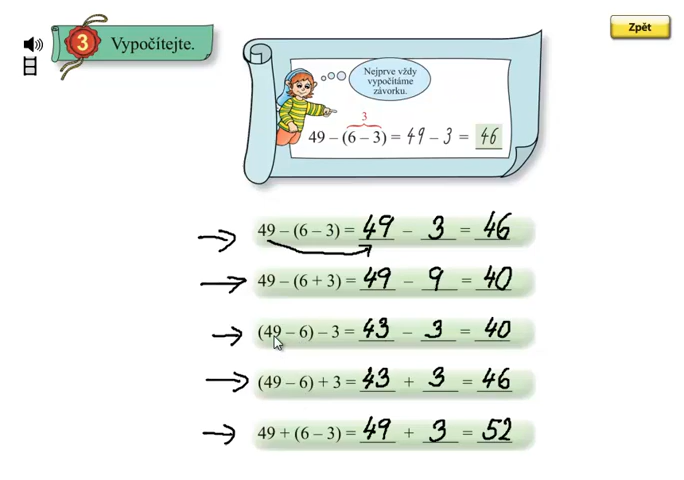 Zpět
3 Vypočítejte.
Nejprve vždy
vypočítáme
závorku.
3
49 – (6 – 3) = 49 – 3 = 46
49 – (6 – 3) = 49 – 3 = 46
49 – (6 + 3) = 49 – 9 = 40
(49 – 6) – 3 = 43 – 3 = 40
(49 – 6) + 3 = 43 + 3 = 46
49 + (6 – 3) = 49 + 3 = 52